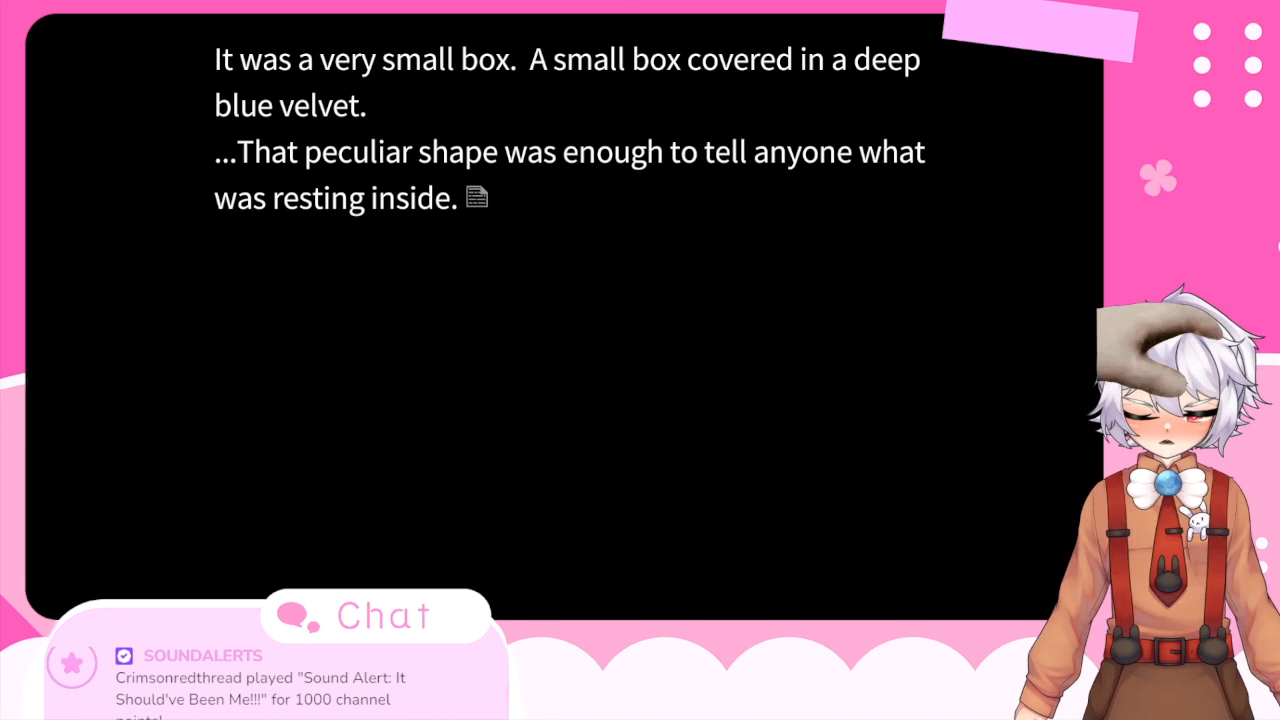 It was a very small box.  A small box covered in a deep
blue velvet.
...That peculiar shape was enough to tell anyone what
was resting inside.
Chat
SOUNDALERTS
Crimsonredthread played "Sound Alert: It
Should've Been Me!!!" for 1000 channel
points!